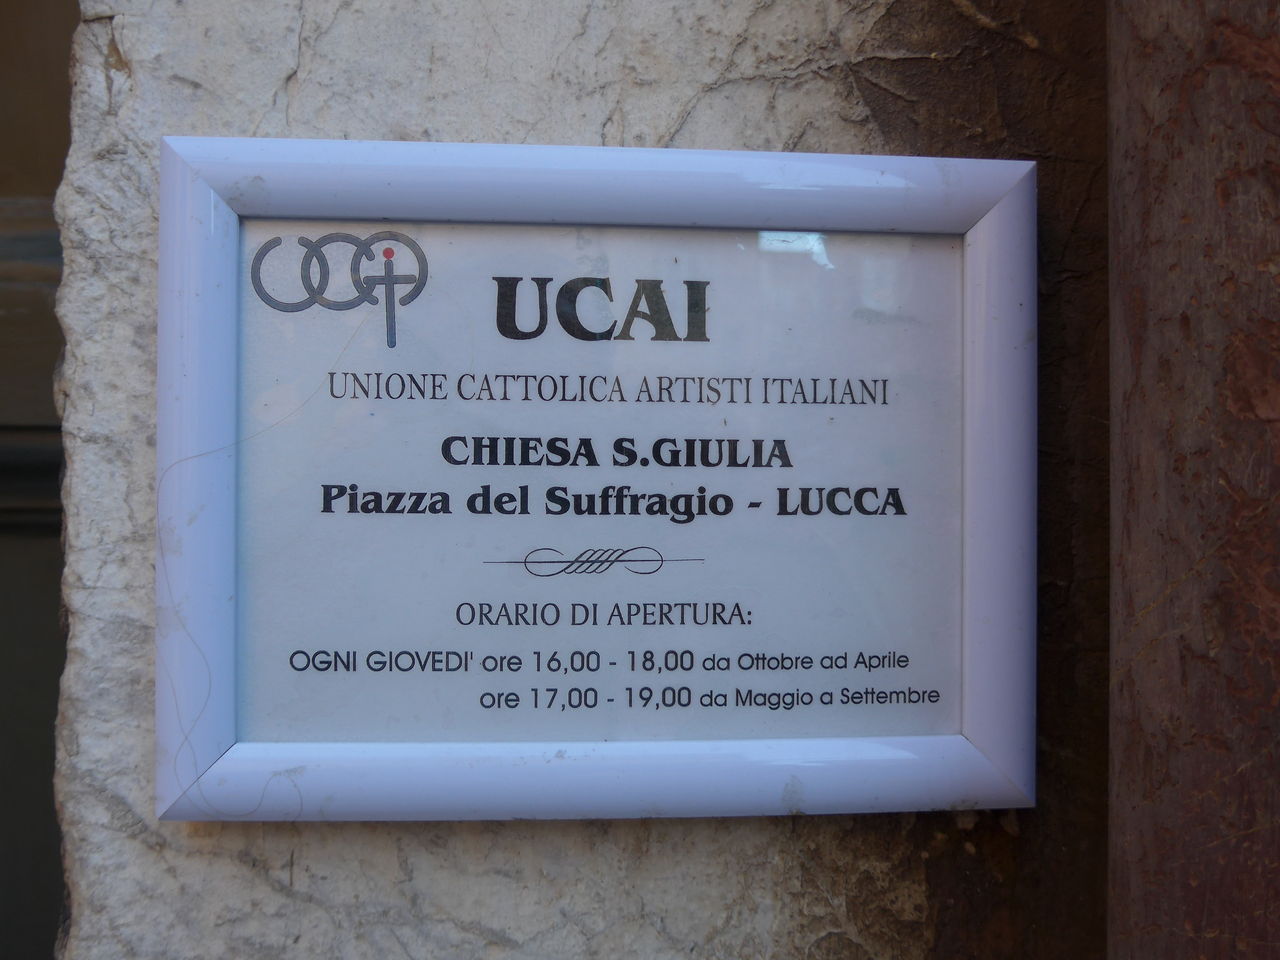 UCAI
UNIONE CATTOLICA ARTISTI ITALIANI
CHIESA S.GIULIA
Piazza del Suffragio - LUCCA
ORARIO DI APERTURA:
OGNI GIOVEDI' ore 16,00 - 18,00 da Ottobre ad Aprile
ore 17,00 - 19,00 da Maggio a Settembre